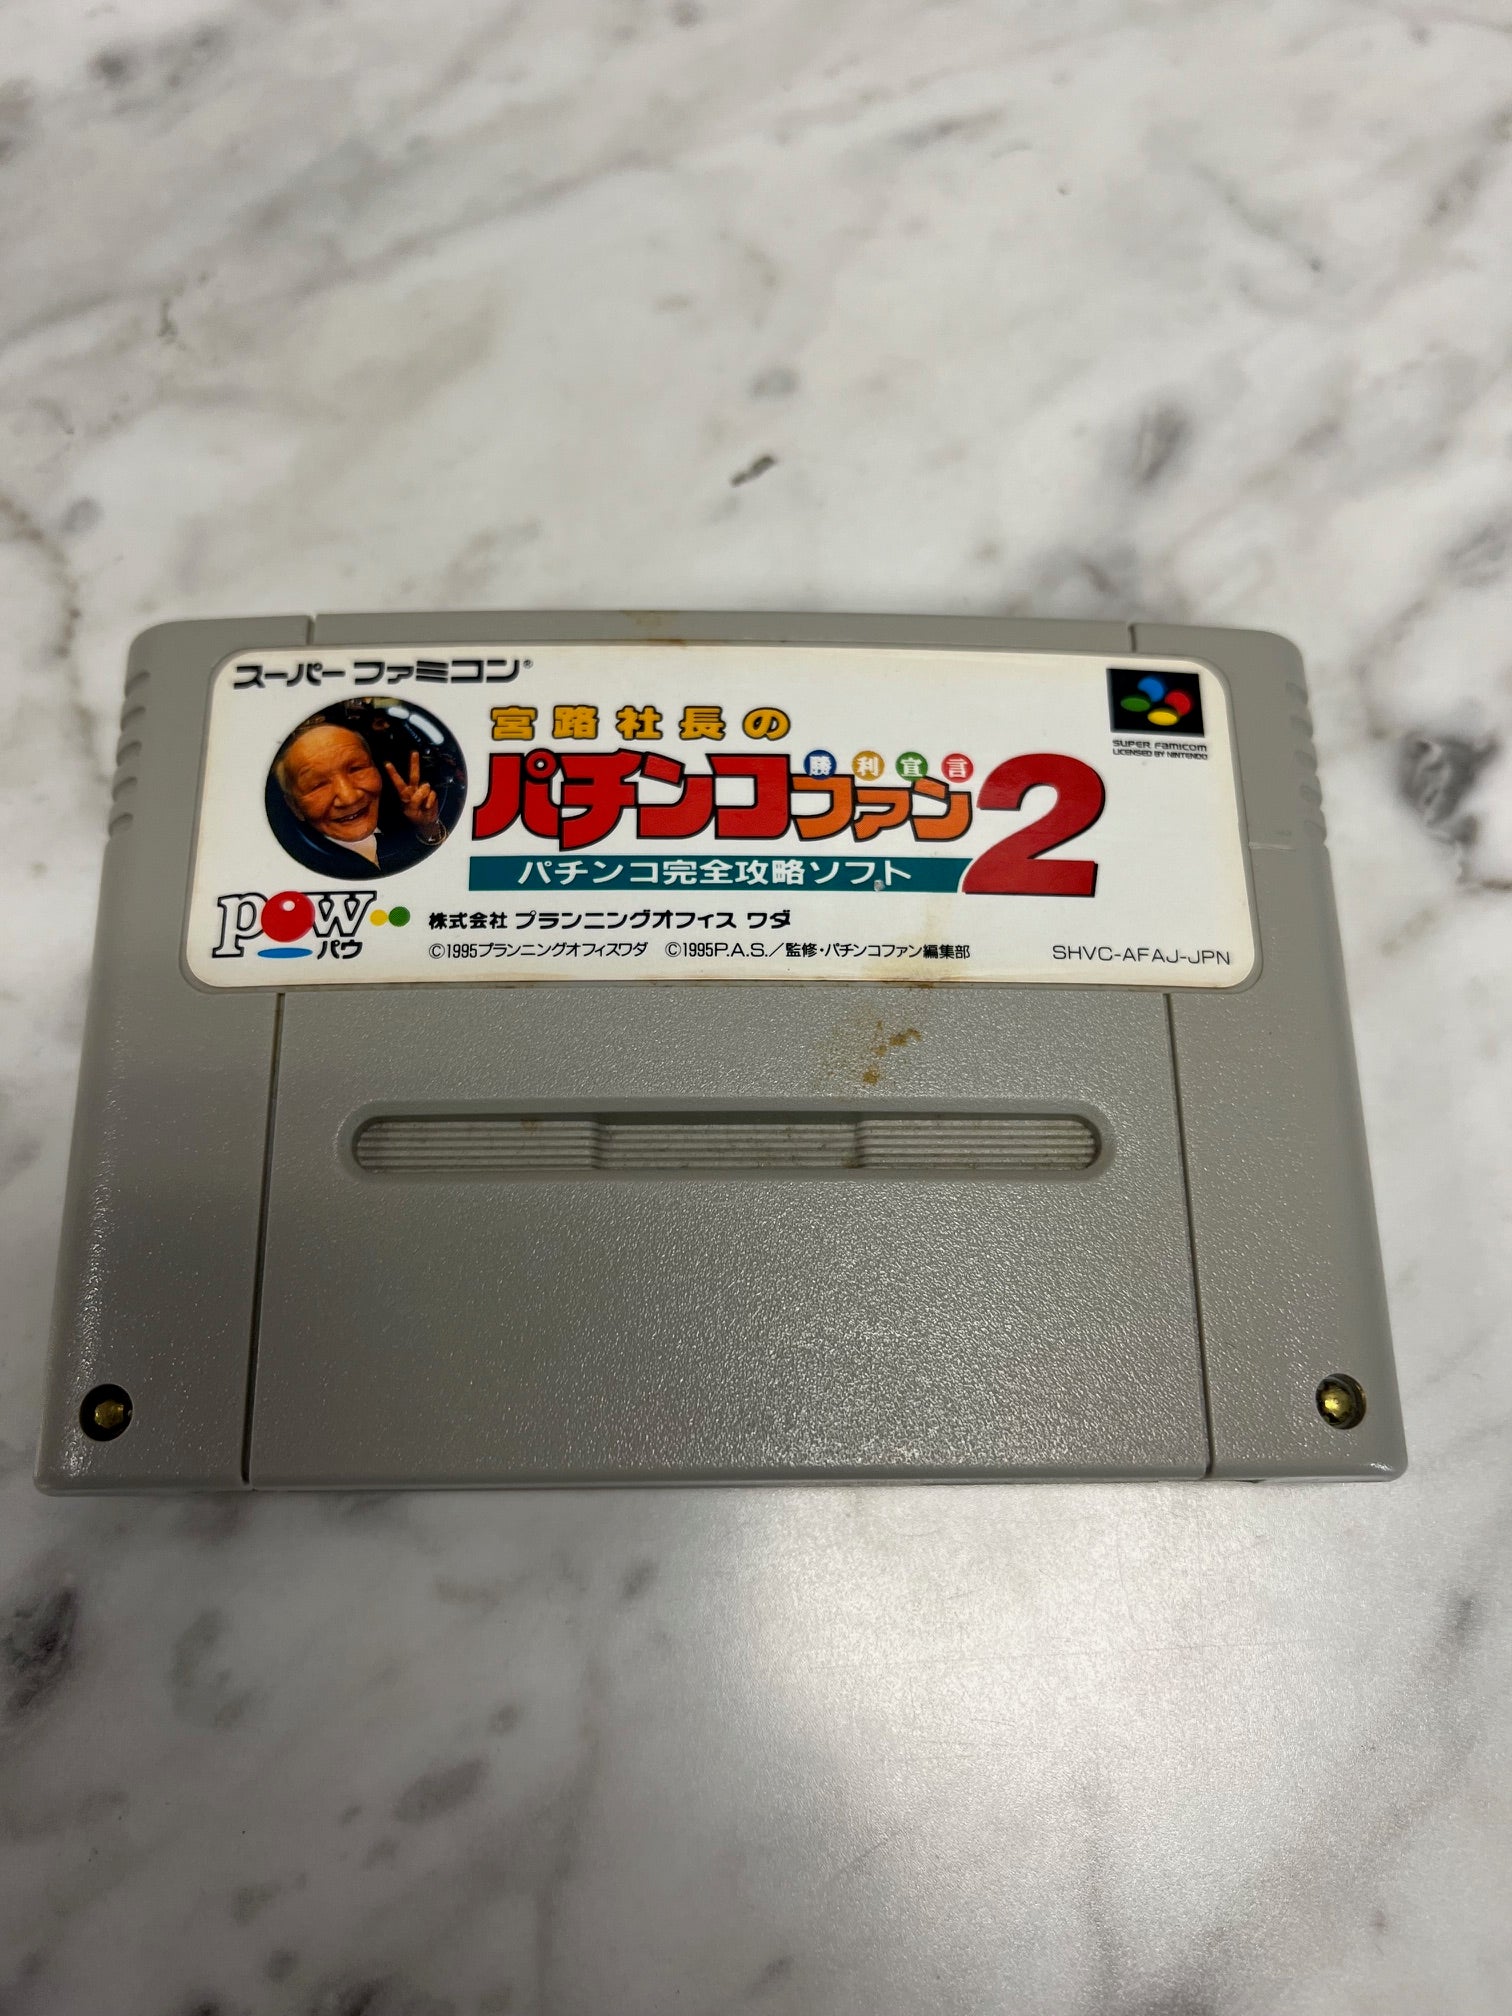 スーパーファミコン®
宮路社長の
パチンコファン
勝利宣言2
パチンコ完全攻略ソフト
SUPER FAMICOM
LICENSED BY NINTENDO
pow
パウ
株式会社 プランニングオフィス ワダ
©1995プランニングオフィスワダ ©1995P.A.S.／監修・パチンコファン編集部
SHVC-AFAJ-JPN